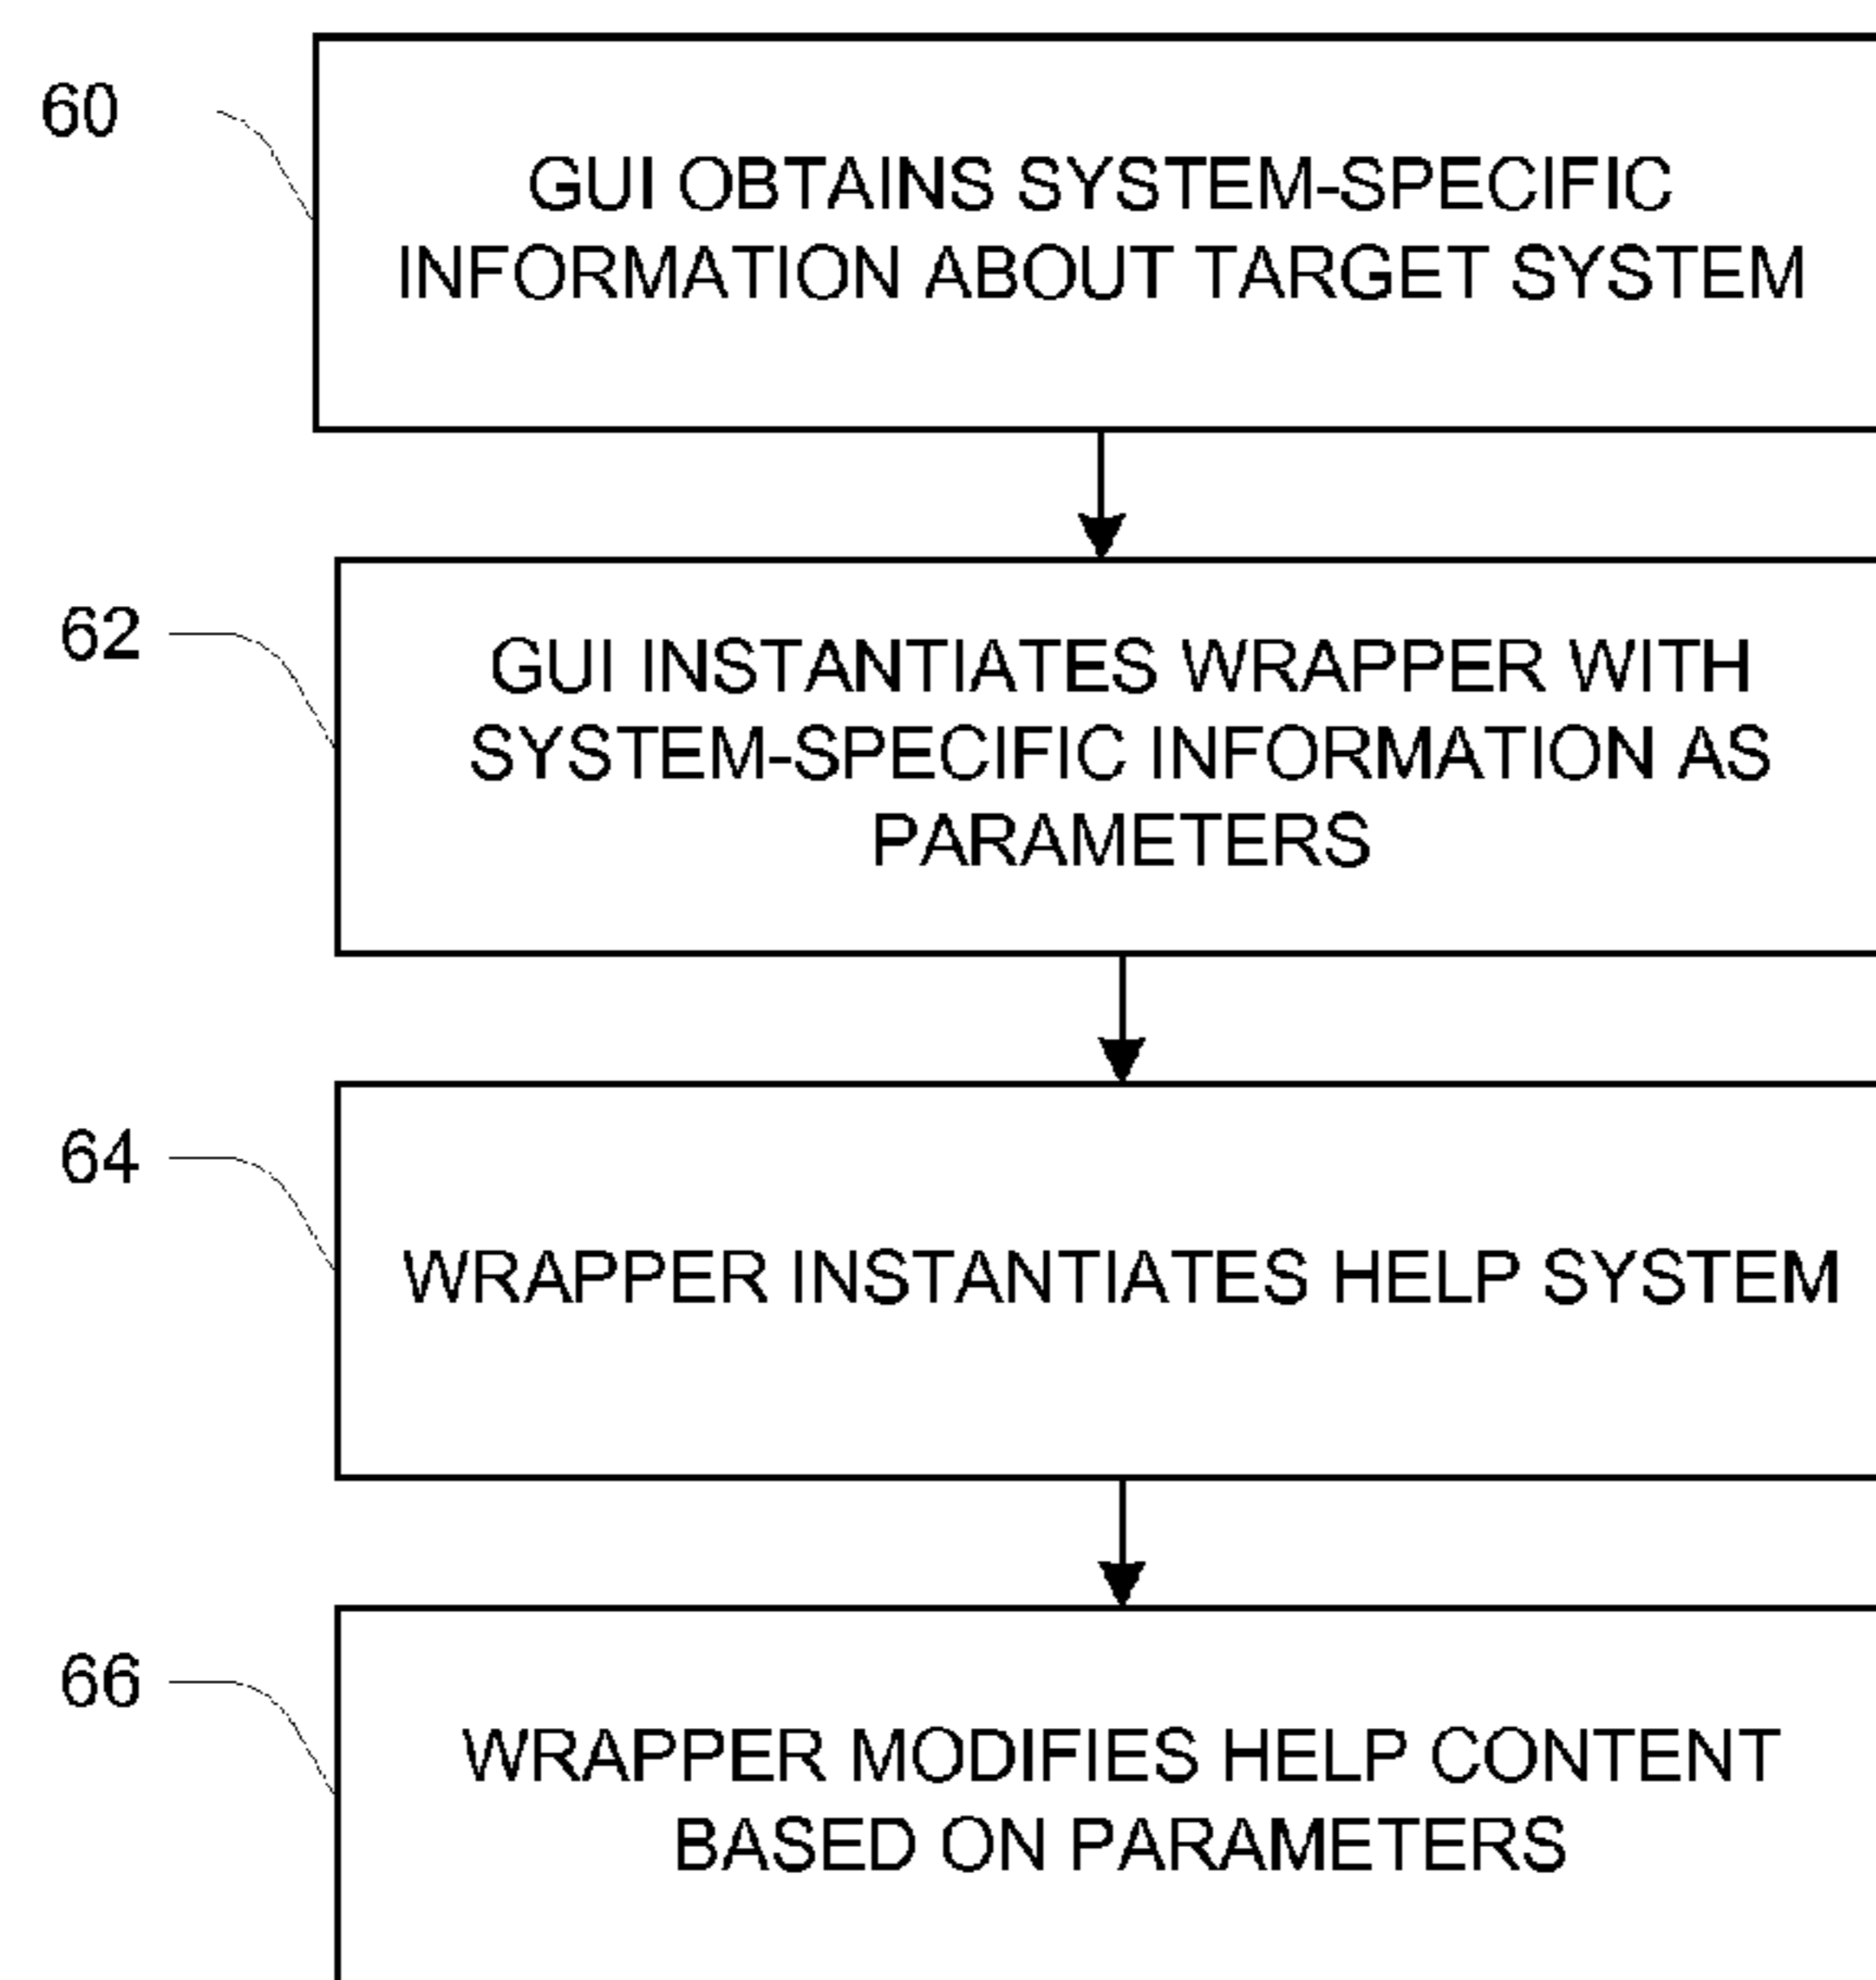 60
GUI OBTAINS SYSTEM-SPECIFIC
INFORMATION ABOUT TARGET SYSTEM
62
GUI INSTANTIATES WRAPPER WITH
SYSTEM-SPECIFIC INFORMATION AS
PARAMETERS
64
WRAPPER INSTANTIATES HELP SYSTEM
66
WRAPPER MODIFIES HELP CONTENT
BASED ON PARAMETERS